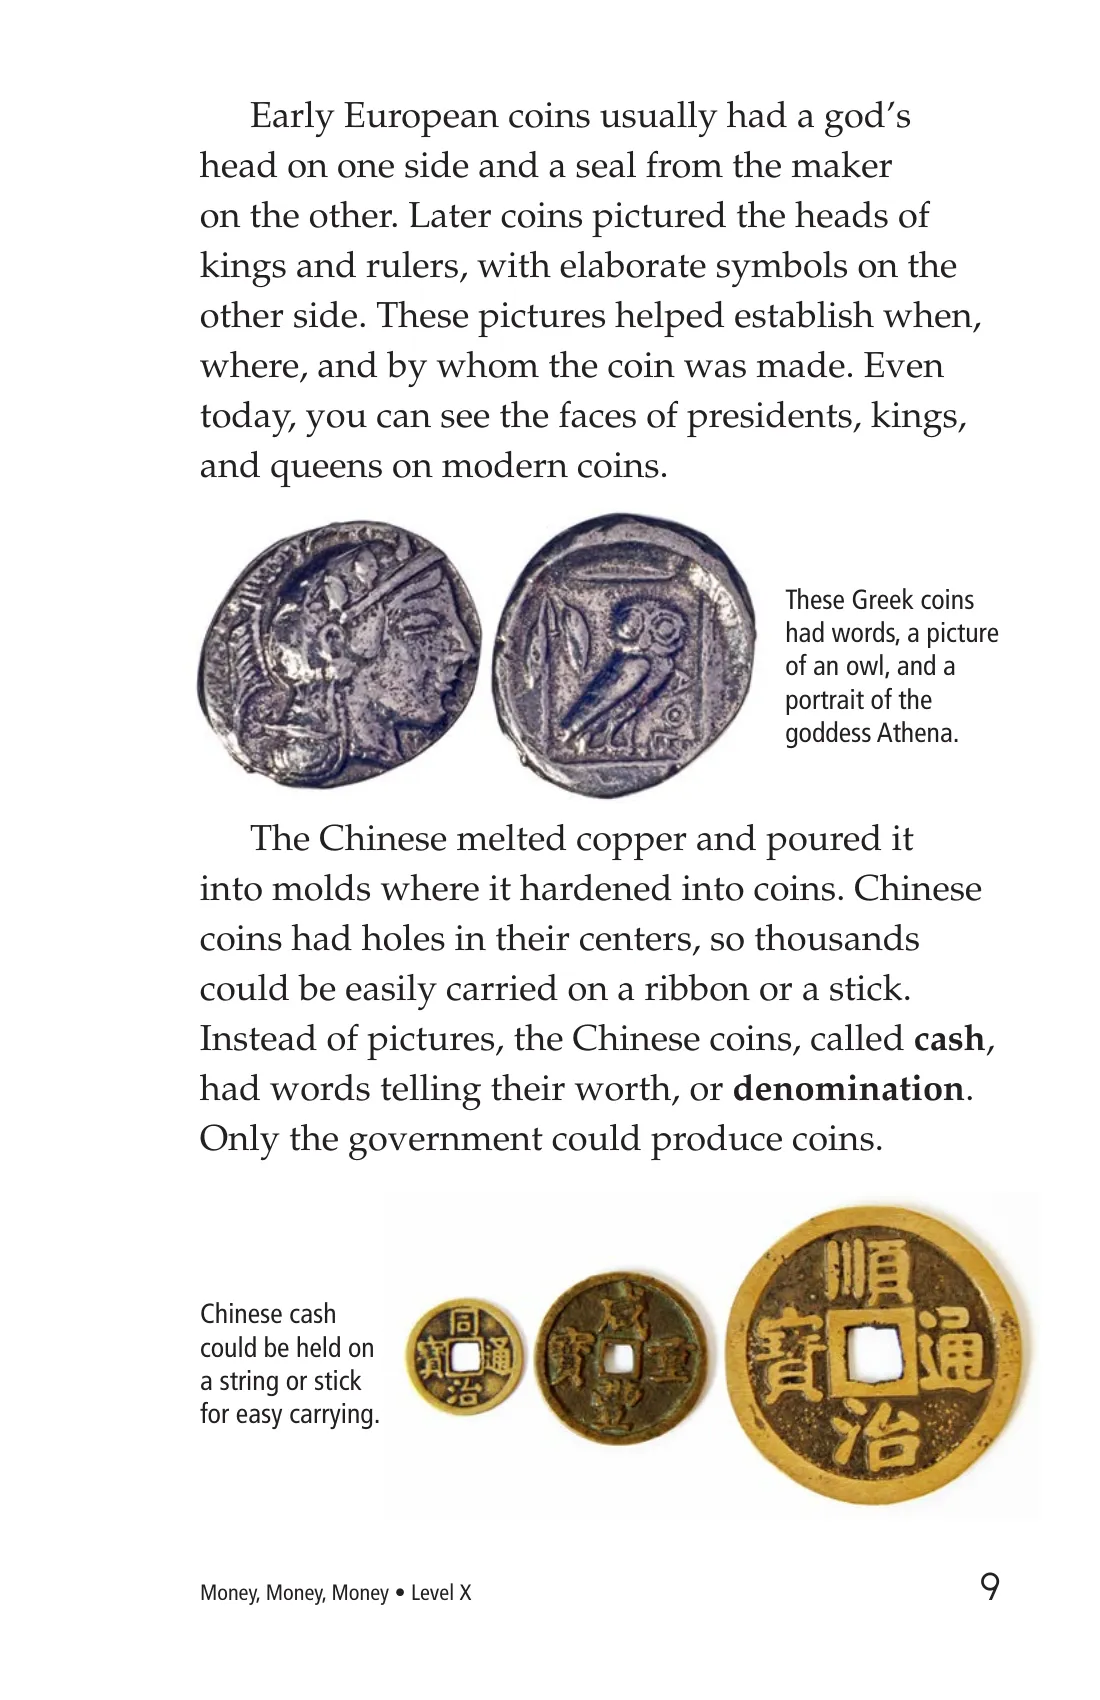 Early European coins usually had a god’s
head on one side and a seal from the maker
on the other. Later coins pictured the heads of
kings and rulers, with elaborate symbols on the
other side. These pictures helped establish when,
where, and by whom the coin was made. Even
today, you can see the faces of presidents, kings,
and queens on modern coins.
These Greek coins
had words, a picture
of an owl, and a
portrait of the
goddess Athena.
ΑΘΕ
The Chinese melted copper and poured it
into molds where it hardened into coins. Chinese
coins had holes in their centers, so thousands
could be easily carried on a ribbon or a stick.
Instead of pictures, the Chinese coins, called cash,
had words telling their worth, or denomination.
Only the government could produce coins.
Chinese cash
could be held on
a string or stick
for easy carrying.
同治通寶
咸豐重寶
順治通寶
Money, Money, Money • Level X
9